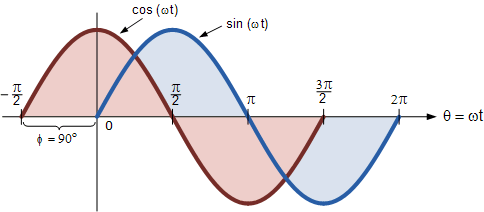 cos (ωt)
sin (ωt)
-π/2
π/2
π
3π/2
2π
θ = ωt
0
ϕ = 90°